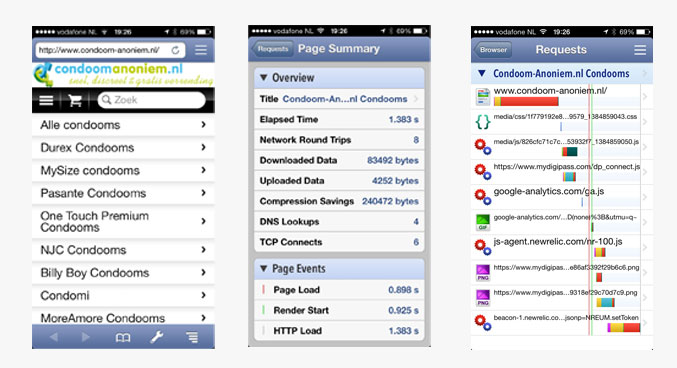 vodafone NL 19:26 69%
http://www.condoom-anoniem.nl/
condoomanoniem.nl
snel, discreet & gratis verzending
Zoek
Alle condooms
Durex Condooms
MySize condooms
Pasante Condooms
One Touch Premium
Condooms
NJC Condooms
Billy Boy Condooms
Condomi
MoreAmore Condooms
vodafone NL 19:26 69%
Requests Page Summary
Overview
Title Condoom-An...nl Condooms
Elapsed Time 1.383 s
Network Round Trips 8
Downloaded Data 83492 bytes
Uploaded Data 4252 bytes
Compression Savings 240472 bytes
DNS Lookups 4
TCP Connects 6
Page Events
Page Load 0.898 s
Render Start 0.925 s
HTTP Load 1.383 s
vodafone NL 19:26 69%
Browser Requests
Condoom-Anoniem.nl Condooms
www.condoom-anoniem.nl/
{} media/css/1f779192e8...9579_1384859043.css
media/js/826cfc71c7c...53932f7_1384859050.js
https://www.mydigipass.com/dp_connect.js
google-analytics.com/ga.js
GIF google-analytics.com/...D(none)%3B&utmu=q~
js-agent.newrelic.com/nr-100.js
PNG https://www.mydigipass...e86af3392f29b6c6.png
PNG https://www.mydigipass...9318ef29c70d7c9.png
beacon-1.newrelic.co...jsonp=NREUM.setToken